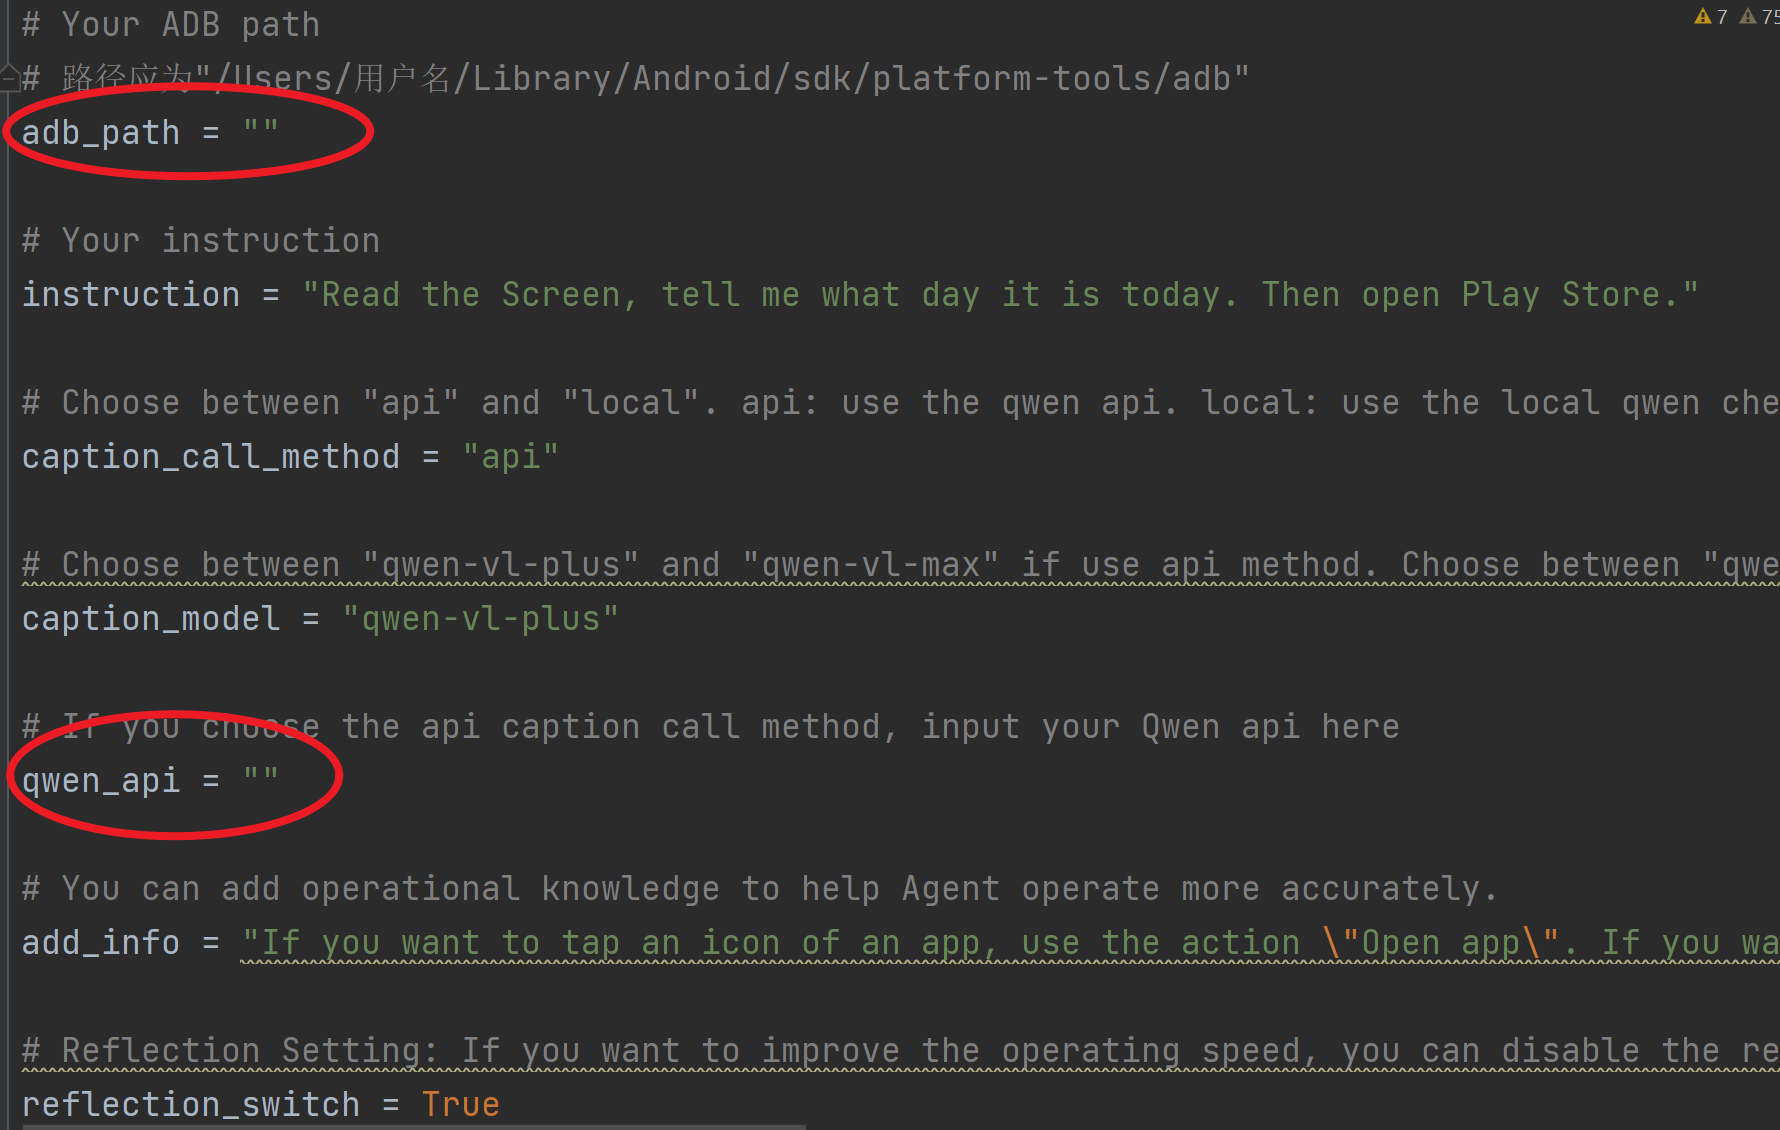 # Your ADB path
# 路径应为"/Users/用户名/Library/Android/sdk/platform-tools/adb"
adb_path = ""
# Your instruction
instruction = "Read the Screen, tell me what day it is today. Then open Play Store."
# Choose between "api" and "local". api: use the qwen api. local: use the local qwen che
caption_call_method = "api"
# Choose between "qwen-vl-plus" and "qwen-vl-max" if use api method. Choose between "qwe
caption_model = "qwen-vl-plus"
# If you choose the api caption call method, input your Qwen api here
qwen_api = ""
# You can add operational knowledge to help Agent operate more accurately.
add_info = "If you want to tap an icon of an app, use the action \"Open app\". If you wa
# Reflection Setting: If you want to improve the operating speed, you can disable the re
reflection_switch = True
7 75